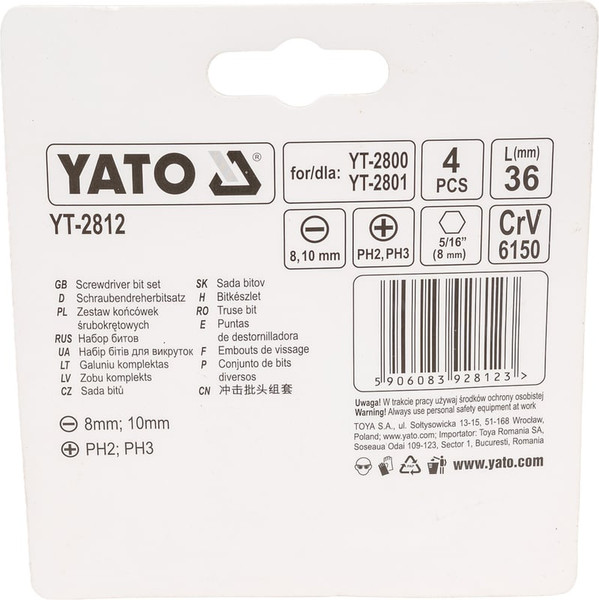 YATO ®
for/dla: YT-2800
YT-2801
4
PCS
L(mm)
36
YT-2812
8,10 mm
PH2, PH3
5/16"
(8 mm)
CrV
6150
GB Screwdriver bit set
D Schraubendreherbitsatz
PL Zestaw końcówek
śrubokrętowych
RUS Набор битов
UA Набір бітів для викруток
LT Galuniu komplektas
LV Zobu komplekts
CZ Sada bitů
SK Sada bitov
H Bitkészlet
RO Truse bit
E Puntas
de destornilladora
F Embouts de vissage
P Conjunto de bits
diversos
CN 冲击批头组套
8mm; 10mm
PH2; PH3
5 906083 928123 >
Uwaga! W trakcie pracy używaj środków ochrony osobistej
Warning! Always use personal safety equipment at work
TOYA S.A., ul. Sołtysowicka 13-15, 51-168 Wrocław,
Poland; www.yato.com; Importator: Toya Romania SA,
Soseaua Odai 109-123, Sector 1, Bucuresti, Romania
www.yato.com